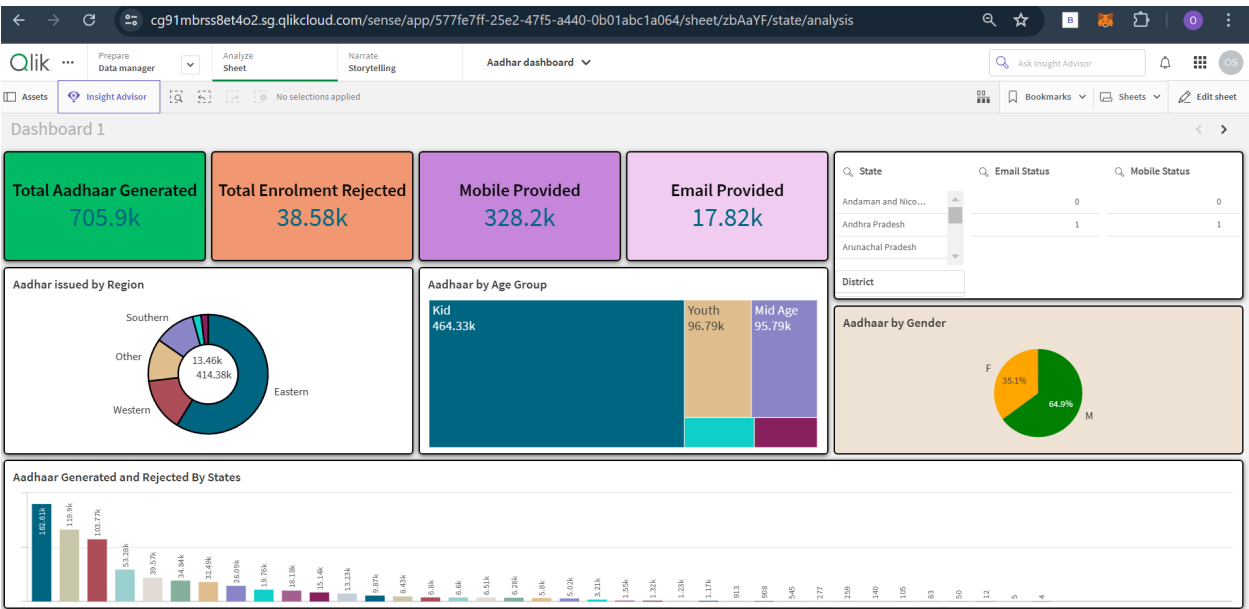 cg91mbrss8et4o2.sg.qlikcloud.com/sense/app/577fe7ff-25e2-47f5-a440-0b01abc1a064/sheet/zbAaYF/state/analysis
B
O
Qlik
Prepare
Data manager
Analyze
Sheet
Narrate
Storytelling
Aadhar dashboard
Ask Insight Advisor
OS
Assets
Insight Advisor
No selections applied
Bookmarks
Sheets
Edit sheet
Dashboard 1
Total Aadhaar Generated
705.9k
Total Enrolment Rejected
38.58k
Mobile Provided
328.2k
Email Provided
17.82k
State
Andaman and Nico...
Andhra Pradesh
Arunachal Pradesh
District
Email Status
0
1
Mobile Status
0
1
Aadhar issued by Region
Southern
Other
Western
Eastern
13.46k
414.38k
Aadhaar by Age Group
Kid
464.33k
Youth
96.79k
Mid Age
95.79k
Aadhaar by Gender
F
35.1%
64.9%
M
Aadhaar Generated and Rejected By States
162.61k
119.9k
103.77k
53.28k
39.57k
34.84k
32.49k
26.09k
19.76k
18.18k
15.14k
13.23k
9.87k
8.43k
6.8k
6.6k
6.51k
6.28k
5.8k
5.02k
3.21k
1.55k
1.32k
1.23k
1.17k
913
908
545
277
259
140
105
83
50
12
5
4